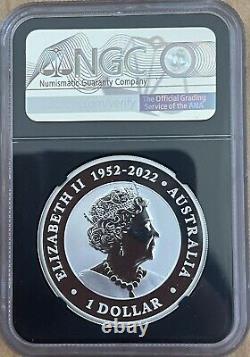 NGC
Numismatic Guaranty Company
The Official Grading
Service of the ANA
ELIZABETH II 1952-2022 • AUSTRALIA •
1 DOLLAR